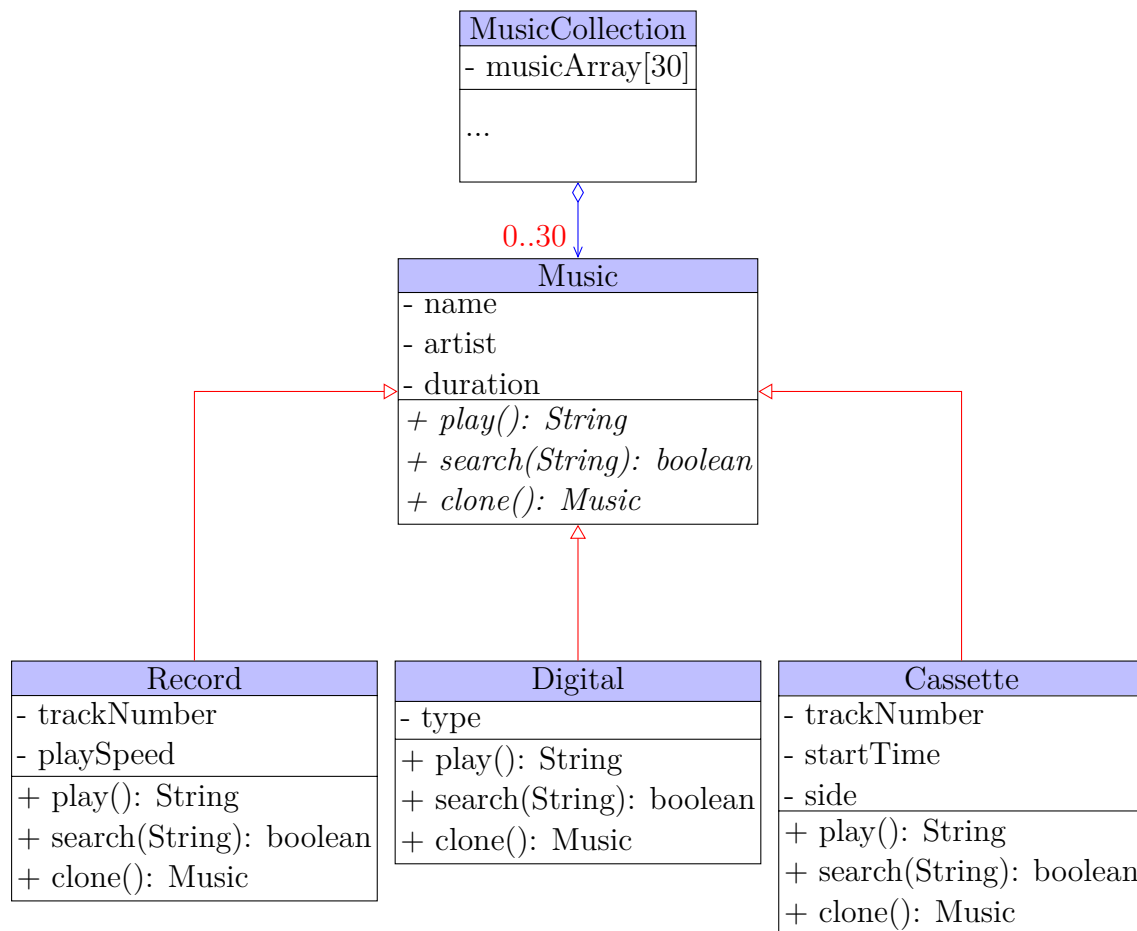 MusicCollection
- musicArray[30]
...
0..30
Music
- name
- artist
- duration
+ play(): String
+ search(String): boolean
+ clone(): Music
Record
- trackNumber
- playSpeed
+ play(): String
+ search(String): boolean
+ clone(): Music
Digital
- type
+ play(): String
+ search(String): boolean
+ clone(): Music
Cassette
- trackNumber
- startTime
- side
+ play(): String
+ search(String): boolean
+ clone(): Music